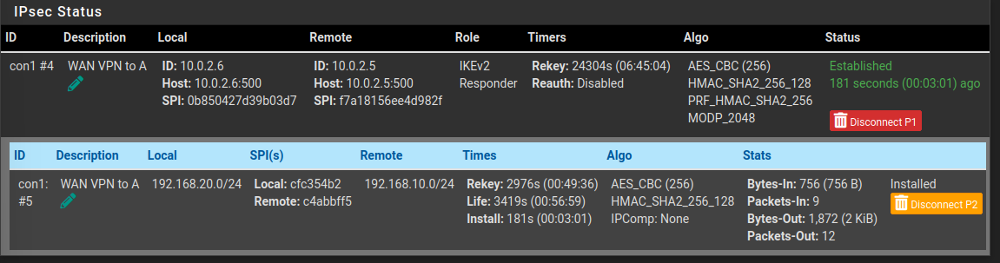 IPsec Status
ID Description Local Remote Role Timers Algo Status
con1 #4 WAN VPN to A ID: 10.0.2.6 ID: 10.0.2.5 IKEv2 Rekey: 24304s (06:45:04) AES_CBC (256) Established
Host: 10.0.2.6:500 Host: 10.0.2.5:500 Responder Reauth: Disabled HMAC_SHA2_256_128 181 seconds (00:03:01) ago
SPI: 0b850427d39b03d7 SPI: f7a18156ee4d982f PRF_HMAC_SHA2_256
MODP_2048 Disconnect P1
ID Description Local SPI(s) Remote Times Algo Stats
con1: WAN VPN to A 192.168.20.0/24 Local: cfc354b2 192.168.10.0/24 Rekey: 2976s (00:49:36) AES_CBC (256) Bytes-In: 756 (756 B) Installed
#5 Remote: c4abbff5 Life: 3419s (00:56:59) HMAC_SHA2_256_128 Packets-In: 9 Disconnect P2
Install: 181s (00:03:01) IPComp: None Bytes-Out: 1,872 (2 KiB)
Packets-Out: 12